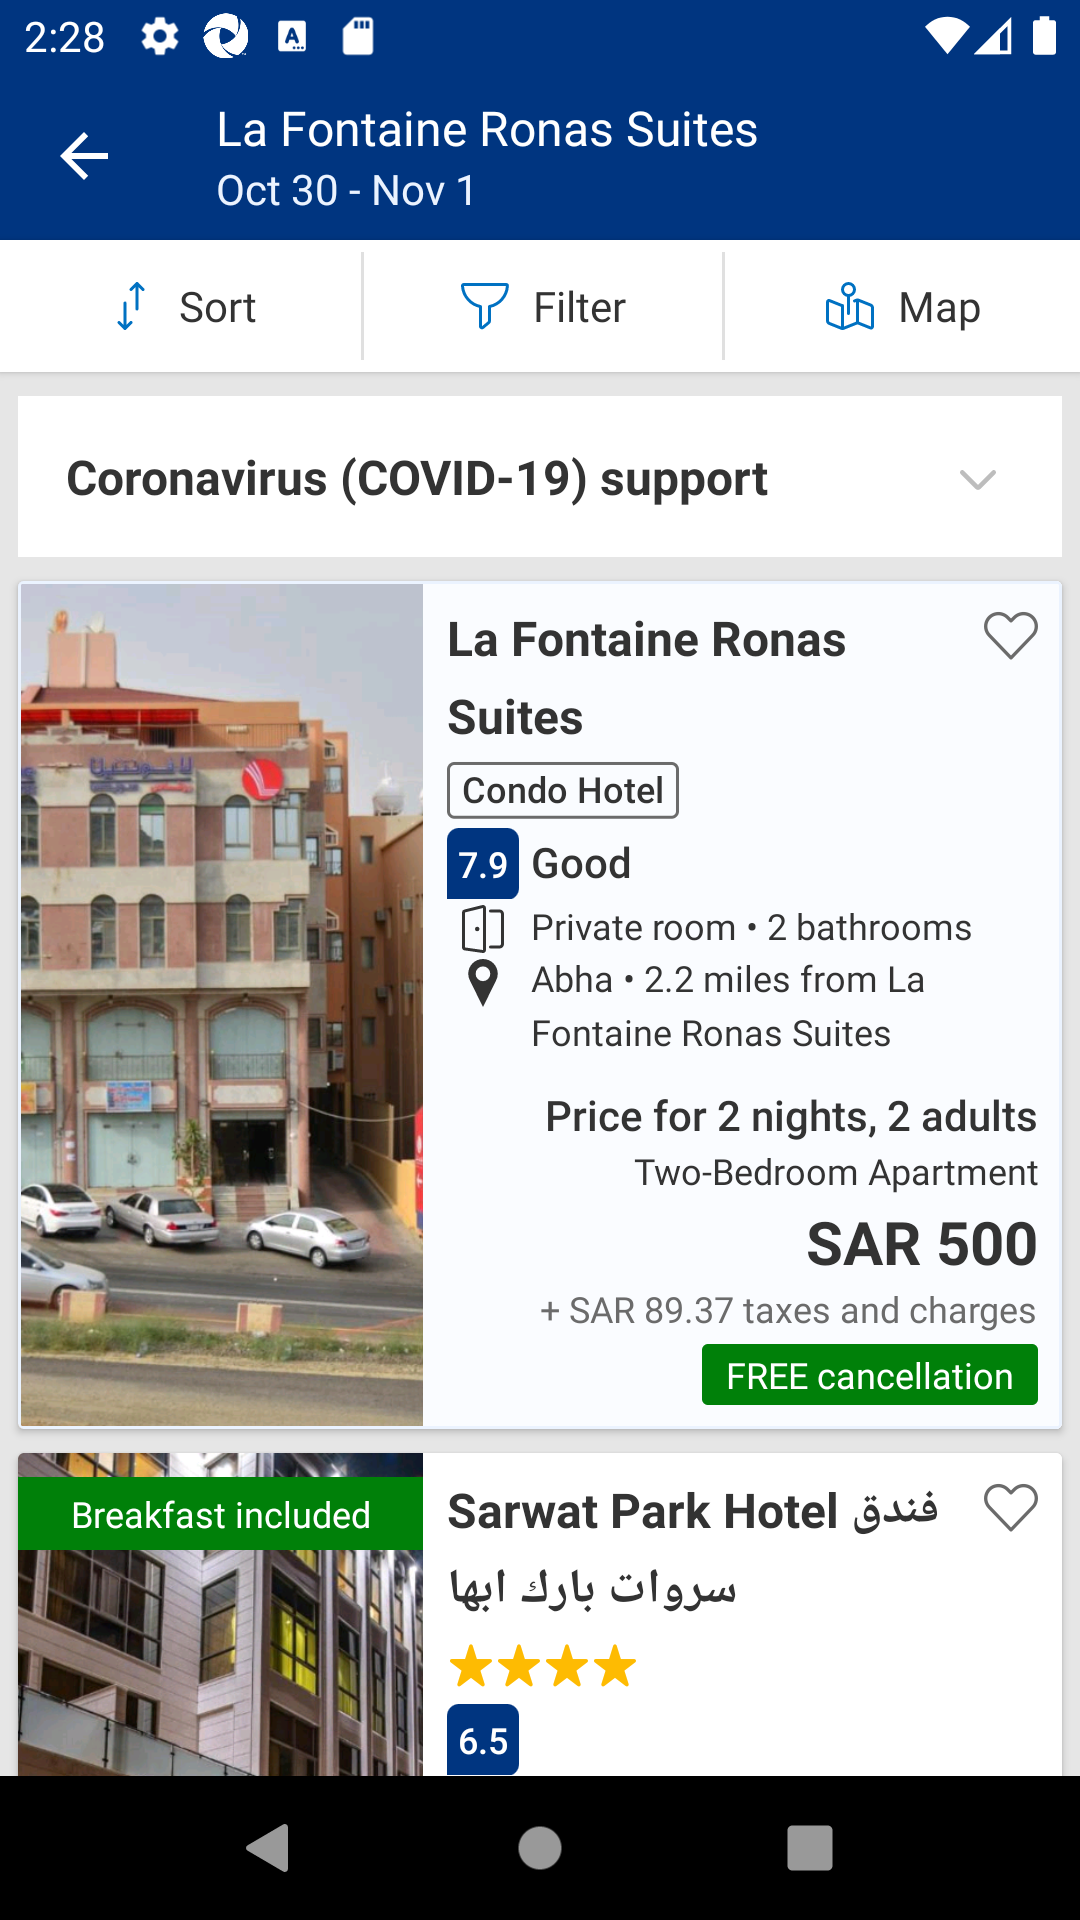 2:28
La Fontaine Ronas Suites
Oct 30 - Nov 1
Sort
Filter
Map
Coronavirus (COVID-19) support
La Fontaine Ronas
Suites
Condo Hotel
7.9 Good
Private room • 2 bathrooms
Abha • 2.2 miles from La
Fontaine Ronas Suites
Price for 2 nights, 2 adults
Two-Bedroom Apartment
SAR 500
+ SAR 89.37 taxes and charges
FREE cancellation
Breakfast included
Sarwat Park Hotel فندق
سروات بارك ابها
6.5